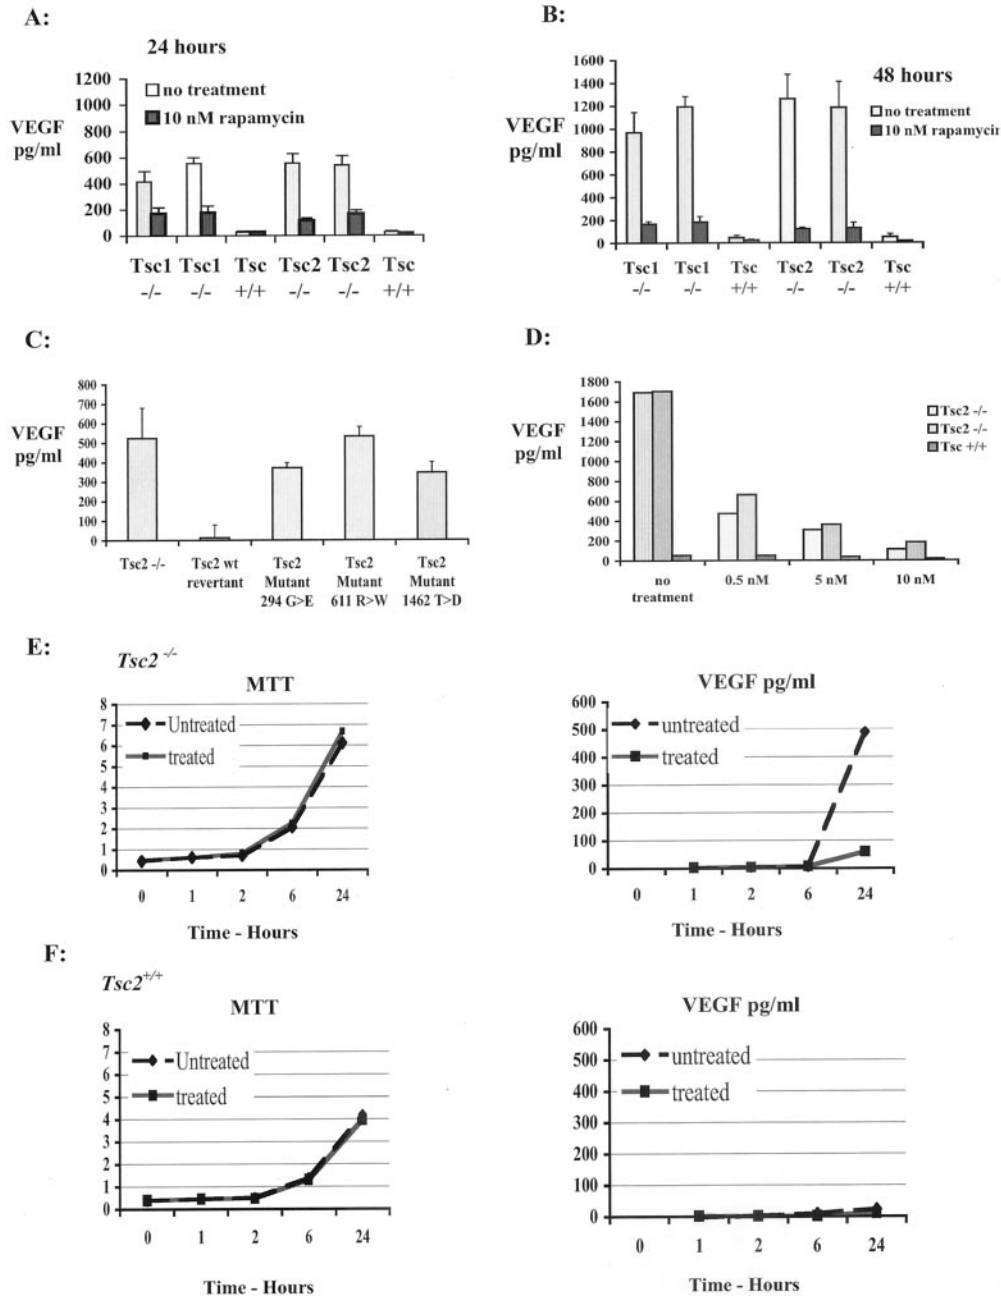 A:
24 hours
1200
1000
800
600
400
200
0
VEGF
pg/ml
no treatment
10 nM rapamycin
Tsc1 Tsc1 Tsc Tsc2 Tsc2 Tsc
-/- -/- +/+ -/- -/- +/+
B:
48 hours
1600
1400
1200
1000
800
600
400
200
0
VEGF
pg/ml
no treatment
10 nM rapamycin
Tsc1 Tsc1 Tsc Tsc2 Tsc2 Tsc
-/- -/- +/+ -/- -/- +/+
C:
800
700
600
500
400
300
200
100
0
VEGF
pg/ml
Tsc2 -/- Tsc2 wt Tsc2 Tsc2 Tsc2
revertant Mutant Mutant Mutant
294 G>E 611 R>W 1462 T>D
D:
1800
1600
1400
1200
1000
800
600
400
200
0
VEGF
pg/ml
Tsc2 -/-
Tsc2 -/-
Tsc +/+
no 0.5 nM 5 nM 10 nM
treatment
E:
Tsc2 -/-
MTT
8
7
6
5
4
3
2
1
0
Untreated
treated
0 1 2 6 24
Time - Hours
VEGF pg/ml
600
500
400
300
200
100
0
untreated
treated
0 1 2 6 24
Time - Hours
F:
Tsc2+/+
MTT
8
7
6
5
4
3
2
1
0
Untreated
treated
0 1 2 6 24
Time - Hours
VEGF pg/ml
600
500
400
300
200
100
0
untreated
treated
0 1 2 6 24
Time - Hours